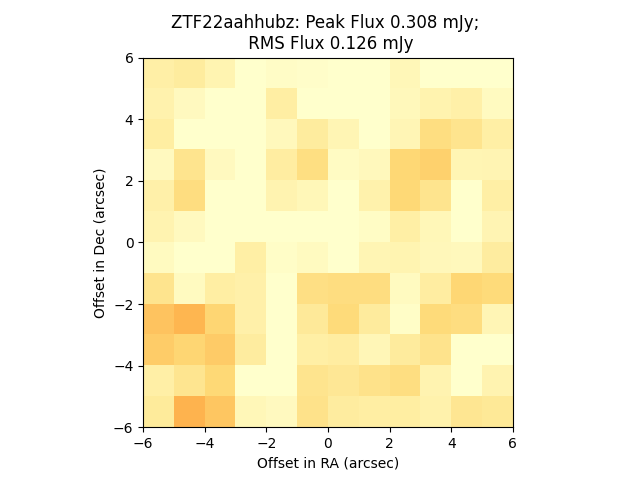 ZTF22aahhubz: Peak Flux 0.308 mJy;
RMS Flux 0.126 mJy
6
4
2
0
−2
−4
−6
Offset in Dec (arcsec)
−6 −4 −2 0 2 4 6
Offset in RA (arcsec)